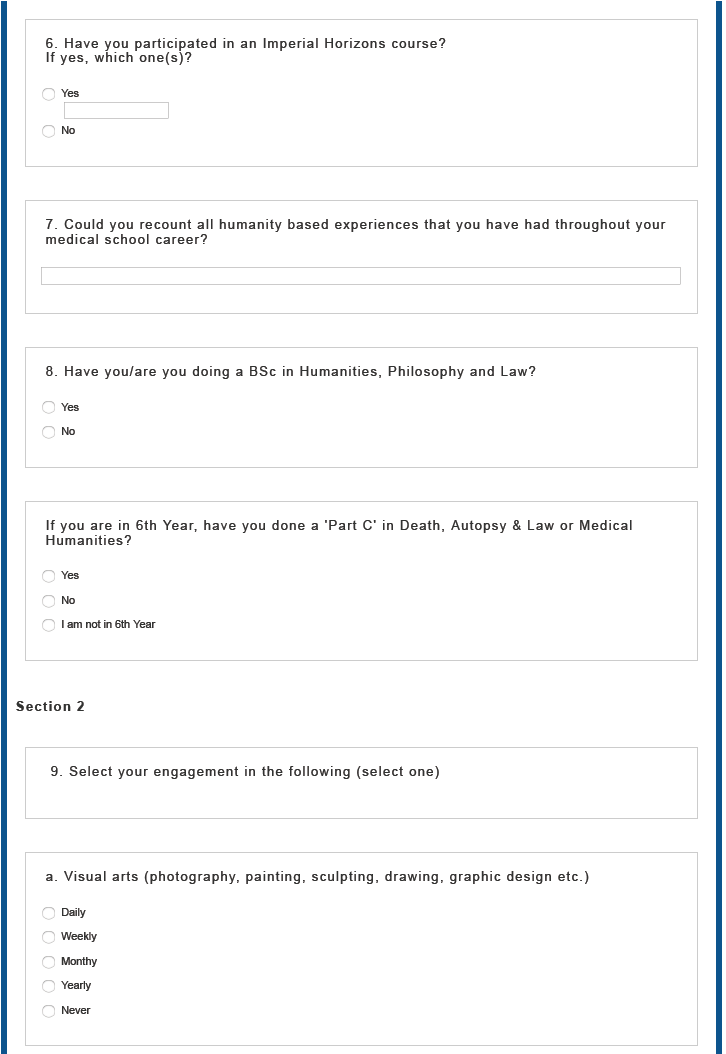 6. Have you participated in an Imperial Horizons course?
If yes, which one(s)?
Yes
No
7. Could you recount all humanity based experiences that you have had throughout your
medical school career?
8. Have you/are you doing a BSc in Humanities, Philosophy and Law?
Yes
No
If you are in 6th Year, have you done a 'Part C' in Death, Autopsy & Law or Medical
Humanities?
Yes
No
I am not in 6th Year
Section 2
9. Select your engagement in the following (select one)
a. Visual arts (photography, painting, sculpting, drawing, graphic design etc.)
Daily
Weekly
Monthy
Yearly
Never